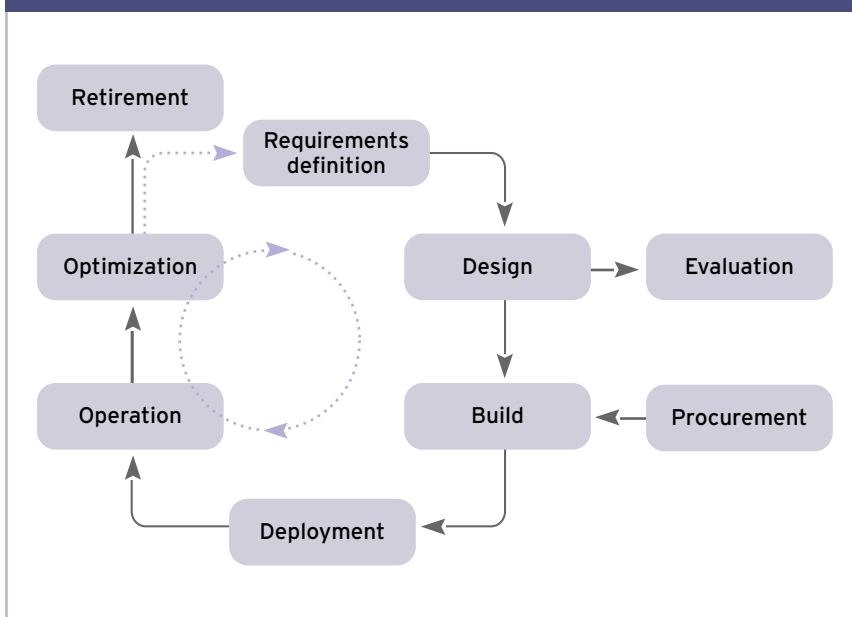 Retirement
Requirements
definition
Optimization
Design
Evaluation
Operation
Build
Procurement
Deployment